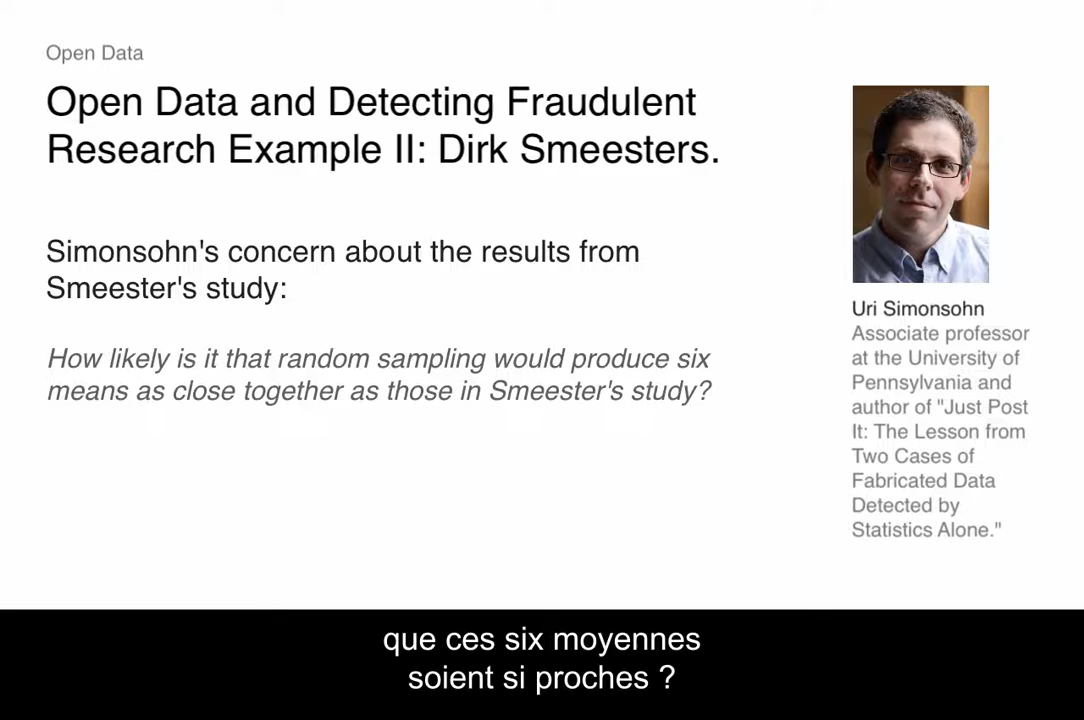 Open Data
Open Data and Detecting Fraudulent
Research Example II: Dirk Smeesters.
Simonsohn's concern about the results from
Smeester's study:
How likely is it that random sampling would produce six
means as close together as those in Smeester's study?
Uri Simonsohn
Associate professor
at the University of
Pennsylvania and
author of "Just Post
It: The Lesson from
Two Cases of
Fabricated Data
Detected by
Statistics Alone."
que ces six moyennes
soient si proches ?